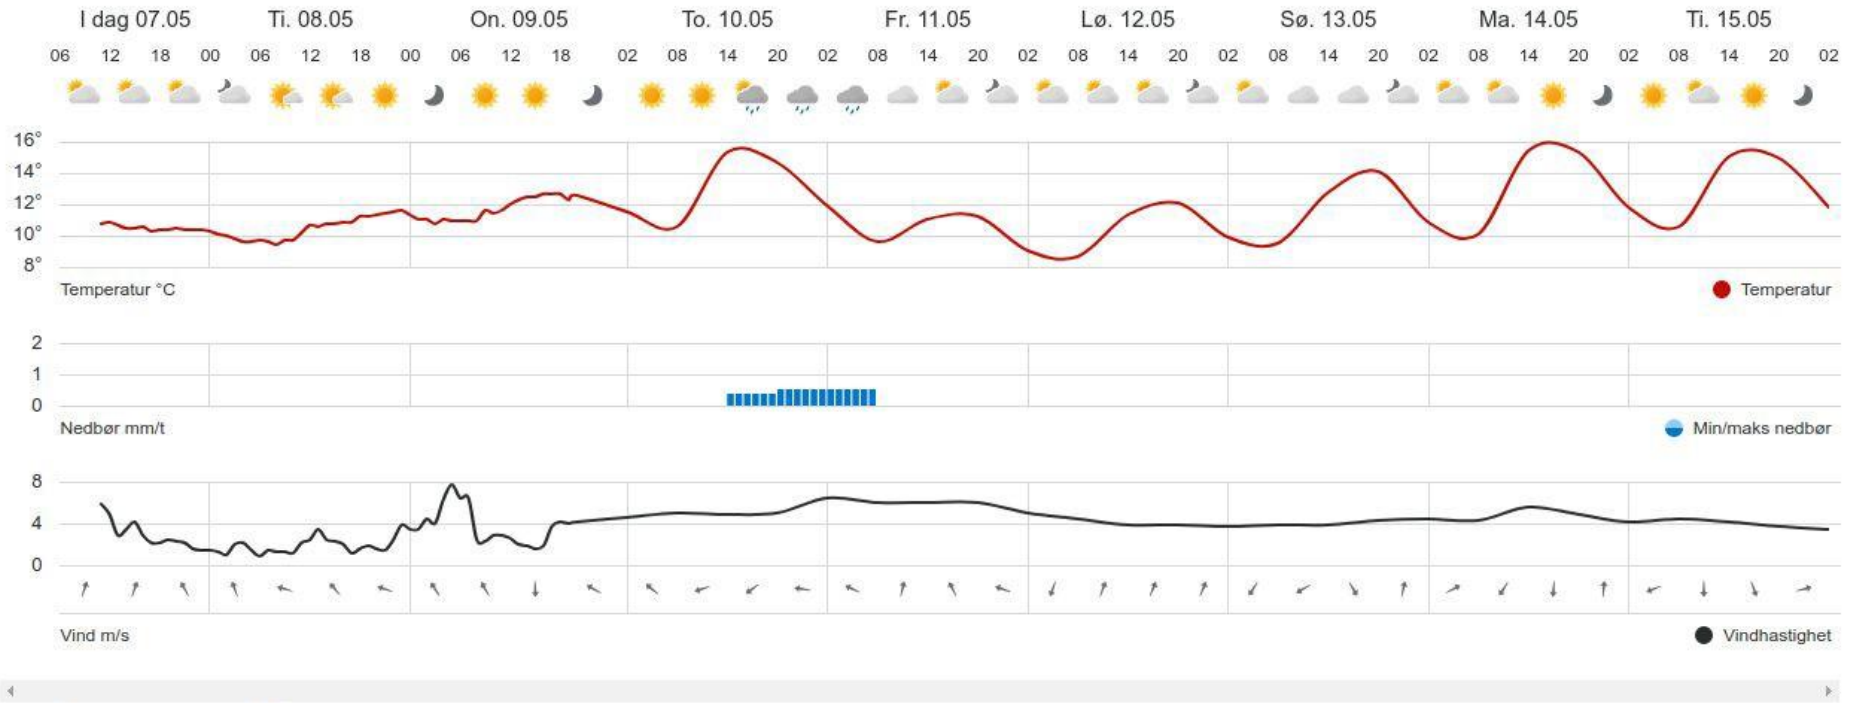 I dag 07.05 Ti. 08.05 On. 09.05 To. 10.05 Fr. 11.05 Lø. 12.05 Sø. 13.05 Ma. 14.05 Ti. 15.05
06 12 18 00 06 12 18 00 06 12 18 02 08 14 20 02 08 14 20 02 08 14 20 02 08 14 20 02 08 14 20 02 08 14 20 02
16°
14°
12°
10°
8°
Temperatur °C Temperatur
2
1
0
Nedbør mm/t Min/maks nedbør
8
4
0
Vind m/s Vindhastighet